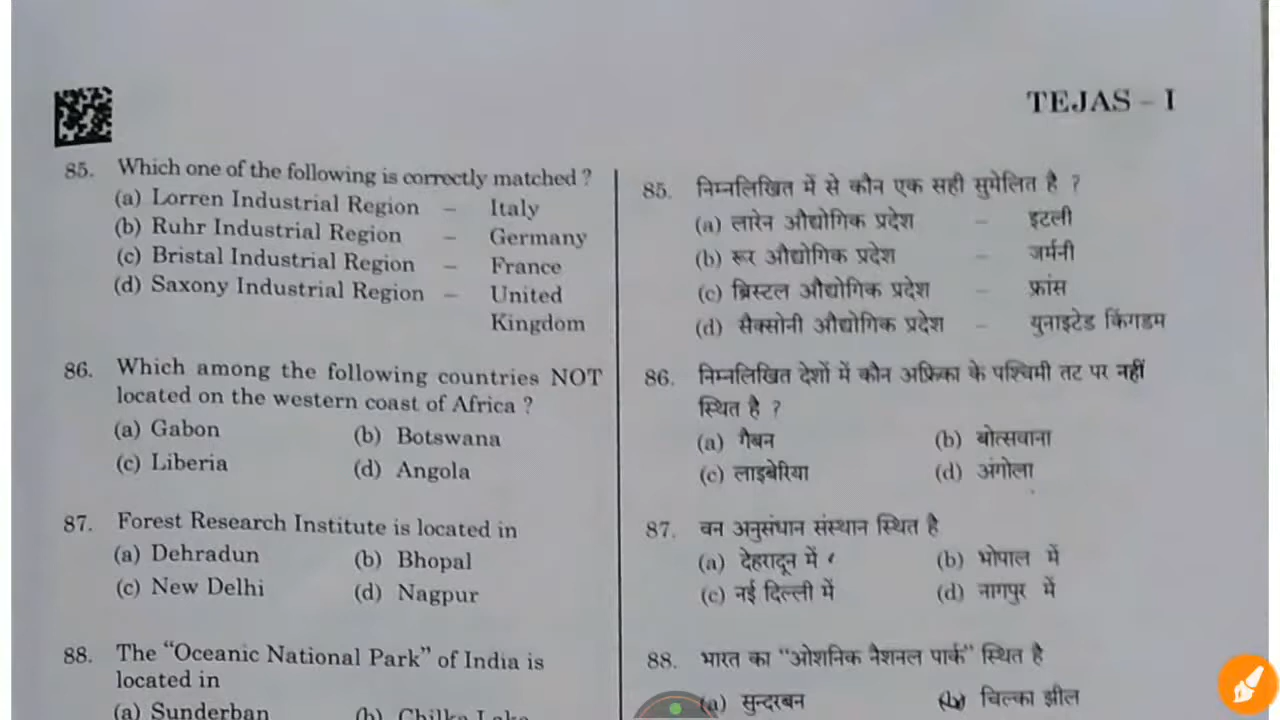 TEJAS – I
85. Which one of the following is correctly matched ?
(a) Lorren Industrial Region – Italy
(b) Ruhr Industrial Region – Germany
(c) Bristal Industrial Region – France
(d) Saxony Industrial Region – United
Kingdom
86. Which among the following countries NOT
located on the western coast of Africa ?
(a) Gabon (b) Botswana
(c) Liberia (d) Angola
87. Forest Research Institute is located in
(a) Dehradun (b) Bhopal
(c) New Delhi (d) Nagpur
88. The “Oceanic National Park” of India is
located in
(a) Sunderban (b) Chilka Lake
85. निम्नलिखित में से कौन एक सही सुमेलित है ?
(a) लारेन औद्योगिक प्रदेश – इटली
(b) रूर औद्योगिक प्रदेश – जर्मनी
(c) ब्रिस्टल औद्योगिक प्रदेश – फ्रांस
(d) सैक्सोनी औद्योगिक प्रदेश – युनाइटेड किंगडम
86. निम्नलिखित देशों में कौन अफ्रिका के पश्चिमी तट पर नहीं
स्थित है ?
(a) गैबन (b) बोत्सवाना
(c) लाइबेरिया (d) अंगोला
87. वन अनुसंधान संस्थान स्थित है
(a) देहरादून में (b) भोपाल में
(c) नई दिल्ली में (d) नागपुर में
88. भारत का “ओशनिक नैशनल पार्क” स्थित है
(a) सुन्दरबन (b) चिल्का झील